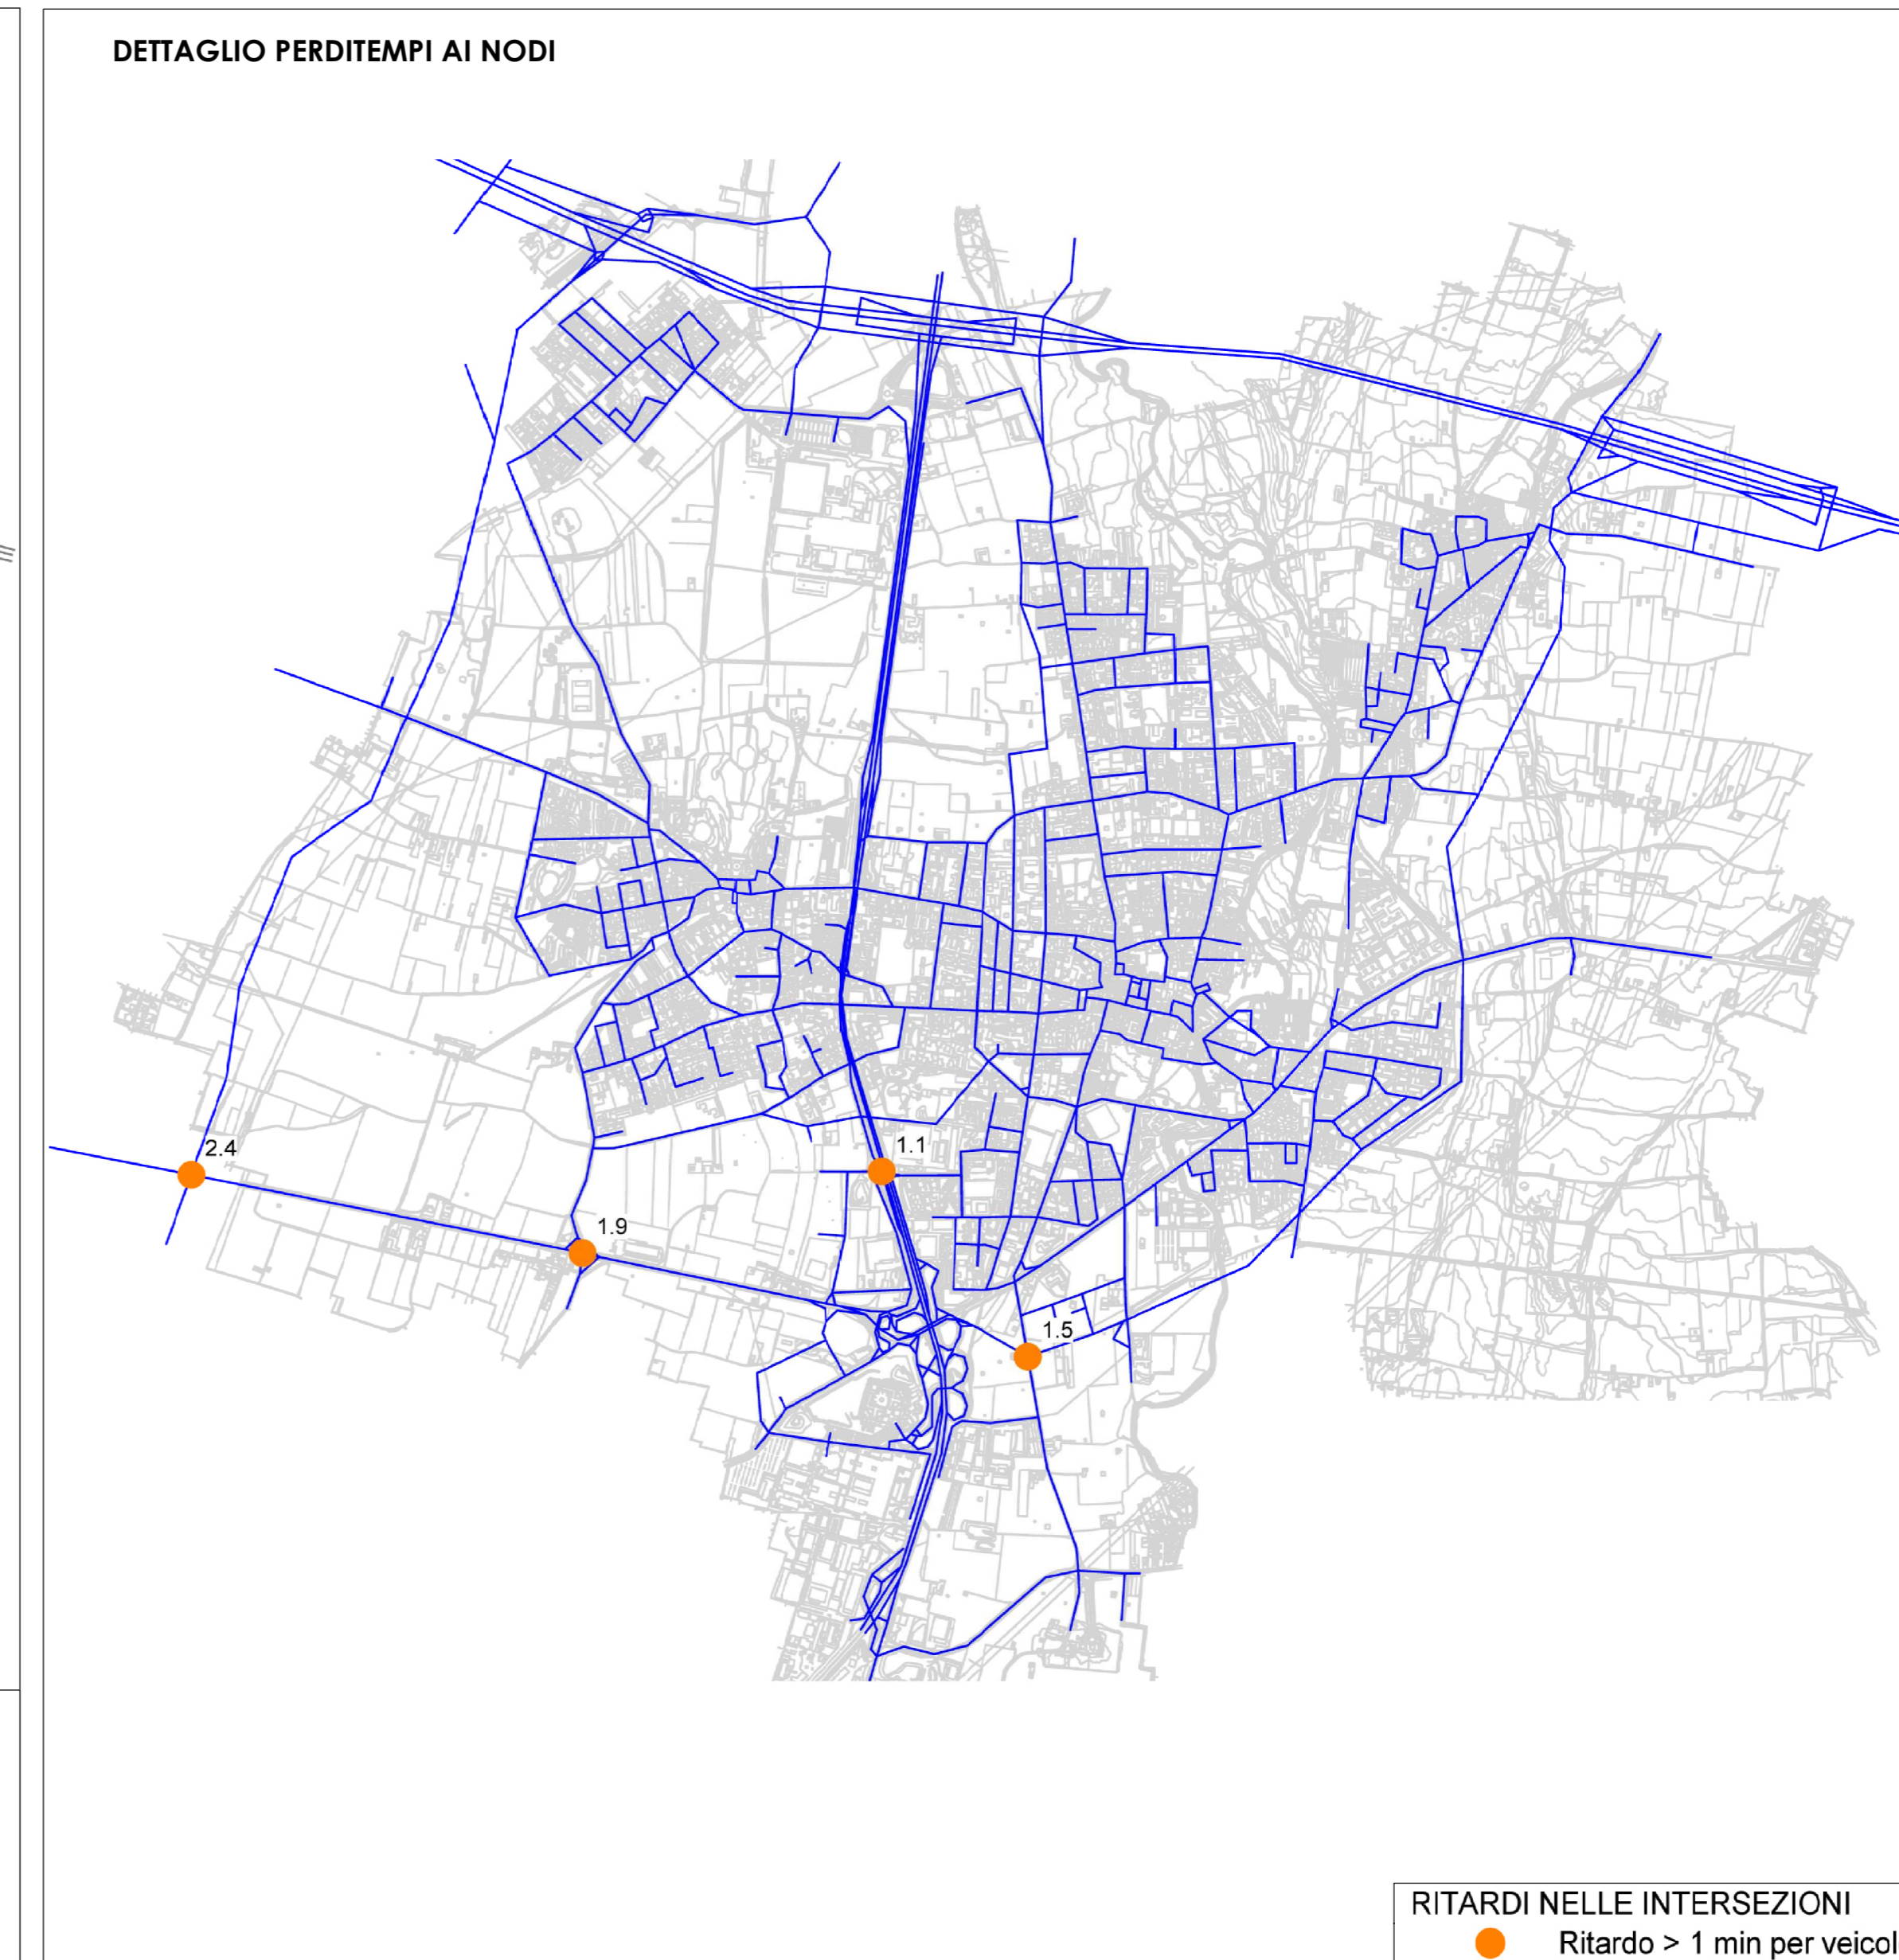 DETTAGLIO PERDITEMPI AI NODI
2.4
1.1
1.9
1.5
RITARDI NELLE INTERSEZIONI
Ritardo > 1 min per veicol